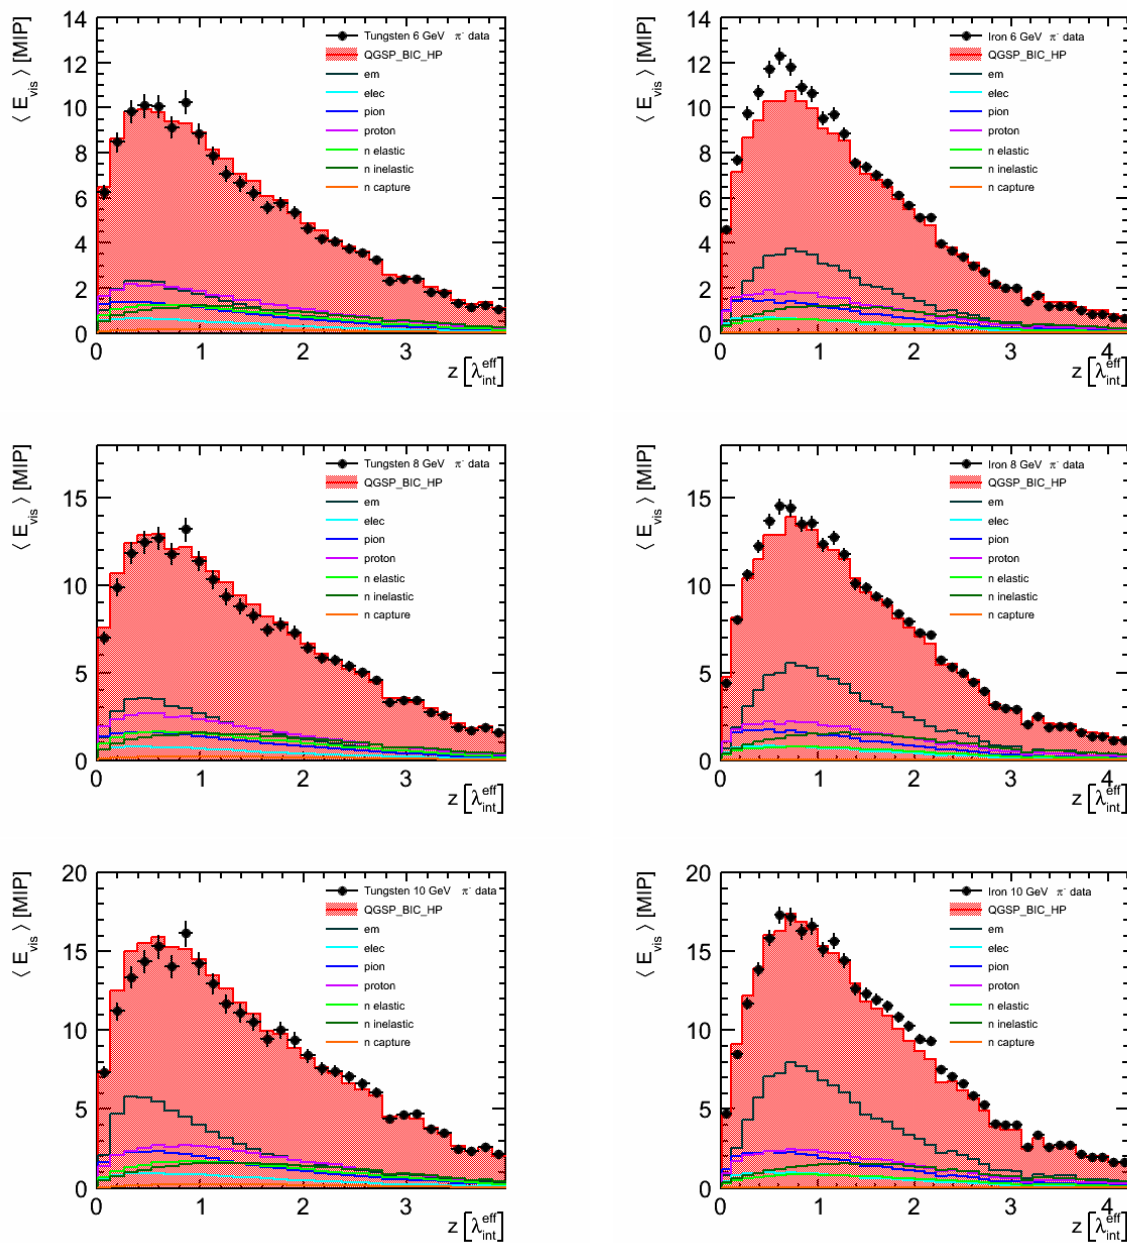 ⟨ E_vis ⟩ [MIP]
14
12
10
8
6
4
2
0
Tungsten 6 GeV π⁻ data
QGSP_BIC_HP
em
elec
pion
proton
n elastic
n inelastic
n capture
0 1 2 3
z [λ_int^eff]
⟨ E_vis ⟩ [MIP]
14
12
10
8
6
4
2
0
Iron 6 GeV π⁻ data
QGSP_BIC_HP
em
elec
pion
proton
n elastic
n inelastic
n capture
0 1 2 3 4
z [λ_int^eff]
⟨ E_vis ⟩ [MIP]
15
10
5
0
Tungsten 8 GeV π⁻ data
QGSP_BIC_HP
em
elec
pion
proton
n elastic
n inelastic
n capture
0 1 2 3
z [λ_int^eff]
⟨ E_vis ⟩ [MIP]
15
10
5
0
Iron 8 GeV π⁻ data
QGSP_BIC_HP
em
elec
pion
proton
n elastic
n inelastic
n capture
0 1 2 3 4
z [λ_int^eff]
⟨ E_vis ⟩ [MIP]
20
15
10
5
0
Tungsten 10 GeV π⁻ data
QGSP_BIC_HP
em
elec
pion
proton
n elastic
n inelastic
n capture
0 1 2 3
z [λ_int^eff]
⟨ E_vis ⟩ [MIP]
20
15
10
5
0
Iron 10 GeV π⁻ data
QGSP_BIC_HP
em
elec
pion
proton
n elastic
n inelastic
n capture
0 1 2 3 4
z [λ_int^eff]